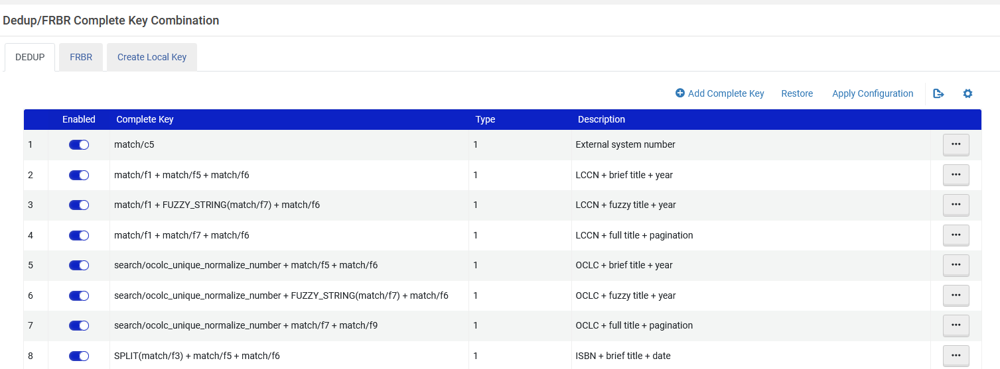 Dedup/FRBR Complete Key Combination
DEDUP FRBR Create Local Key
Add Complete Key Restore Apply Configuration
Enabled Complete Key Type Description
1 match/c5 1 External system number
2 match/f1 + match/f5 + match/f6 1 LCCN + brief title + year
3 match/f1 + FUZZY_STRING(match/f7) + match/f6 1 LCCN + fuzzy title + year
4 match/f1 + match/f7 + match/f6 1 LCCN + full title + pagination
5 search/ocolc_unique_normalize_number + match/f5 + match/f6 1 OCLC + brief title + year
6 search/ocolc_unique_normalize_number + FUZZY_STRING(match/f7) + match/f6 1 OCLC + fuzzy title + year
7 search/ocolc_unique_normalize_number + match/f7 + match/f9 1 OCLC + full title + pagination
8 SPLIT(match/f3) + match/f5 + match/f6 1 ISBN + brief title + date